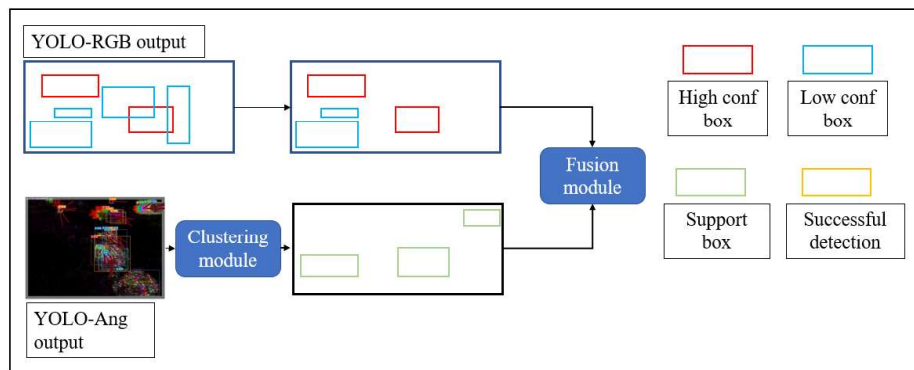 YOLO-RGB output
High conf
box
Low conf
box
Fusion
module
Clustering
module
Support
box
Successful
detection
YOLO-Ang
output